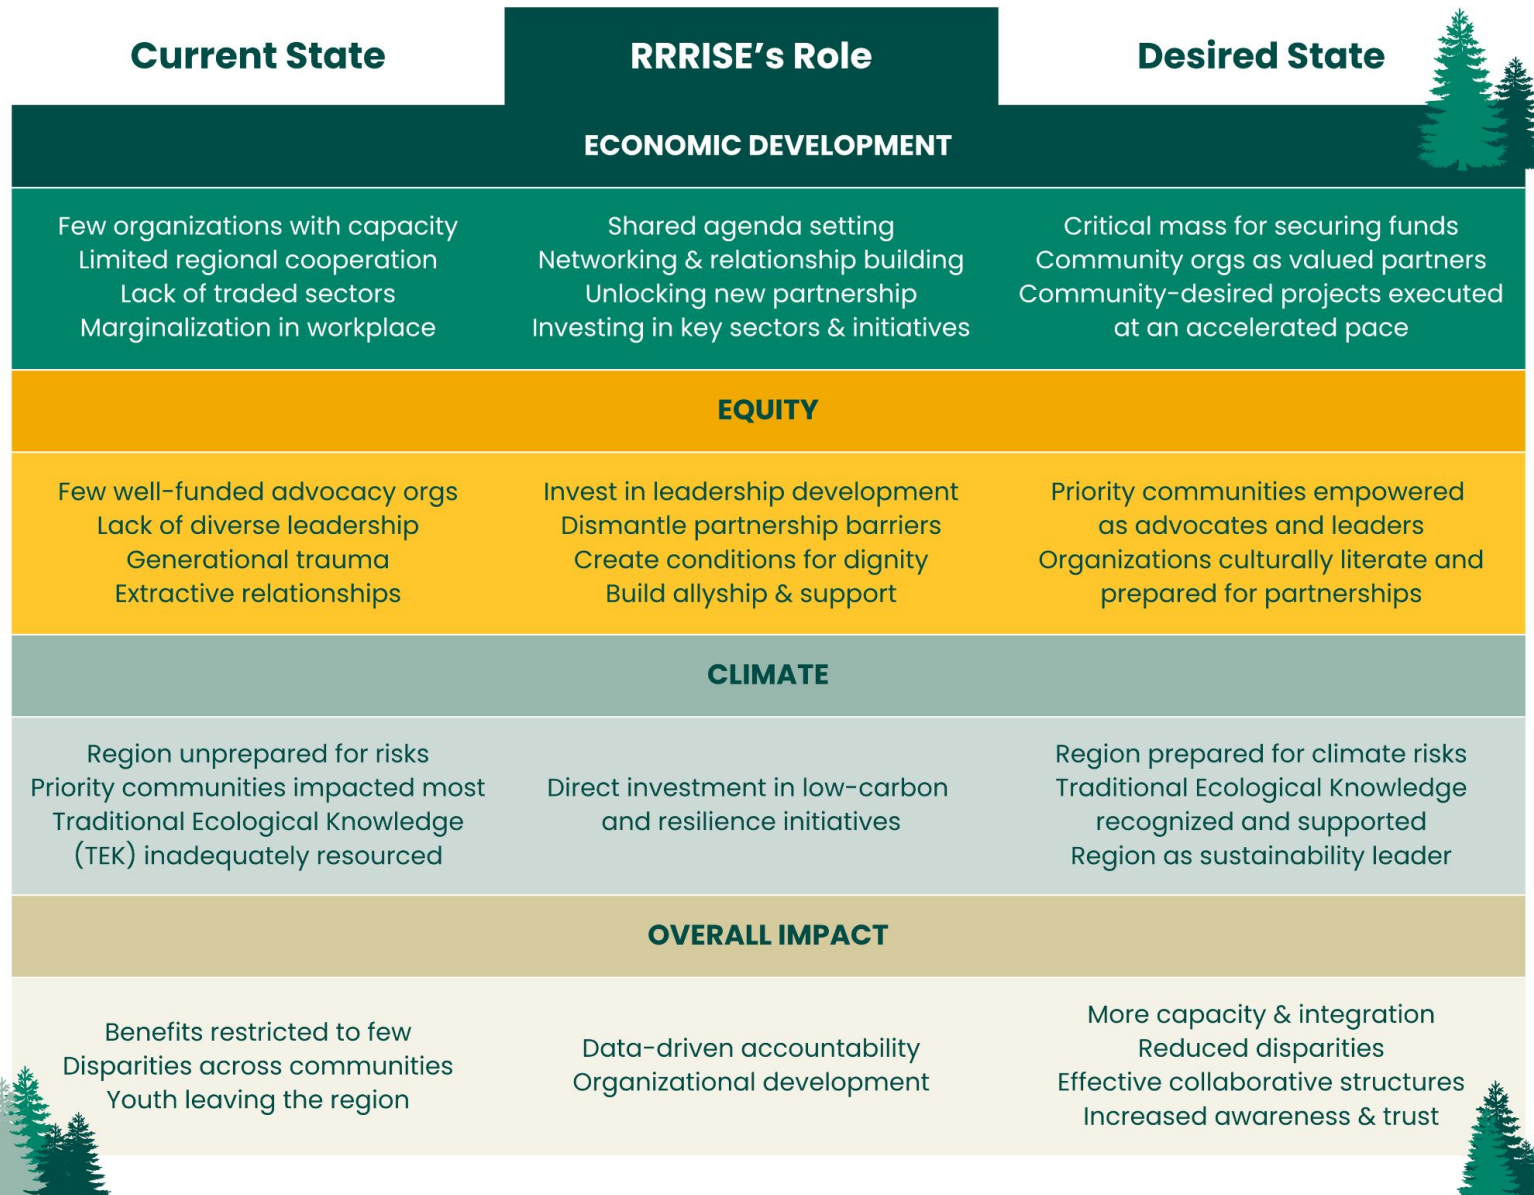 Current State
RRRISE's Role
Desired State
ECONOMIC DEVELOPMENT
Few organizations with capacity
Limited regional cooperation
Lack of traded sectors
Marginalization in workplace
Shared agenda setting
Networking & relationship building
Unlocking new partnership
Investing in key sectors & initiatives
Critical mass for securing funds
Community orgs as valued partners
Community-desired projects executed
at an accelerated pace
EQUITY
Few well-funded advocacy orgs
Lack of diverse leadership
Generational trauma
Extractive relationships
Invest in leadership development
Dismantle partnership barriers
Create conditions for dignity
Build allyship & support
Priority communities empowered
as advocates and leaders
Organizations culturally literate and
prepared for partnerships
CLIMATE
Region unprepared for risks
Priority communities impacted most
Traditional Ecological Knowledge
(TEK) inadequately resourced
Direct investment in low-carbon
and resilience initiatives
Region prepared for climate risks
Traditional Ecological Knowledge
recognized and supported
Region as sustainability leader
OVERALL IMPACT
Benefits restricted to few
Disparities across communities
Youth leaving the region
Data-driven accountability
Organizational development
More capacity & integration
Reduced disparities
Effective collaborative structures
Increased awareness & trust